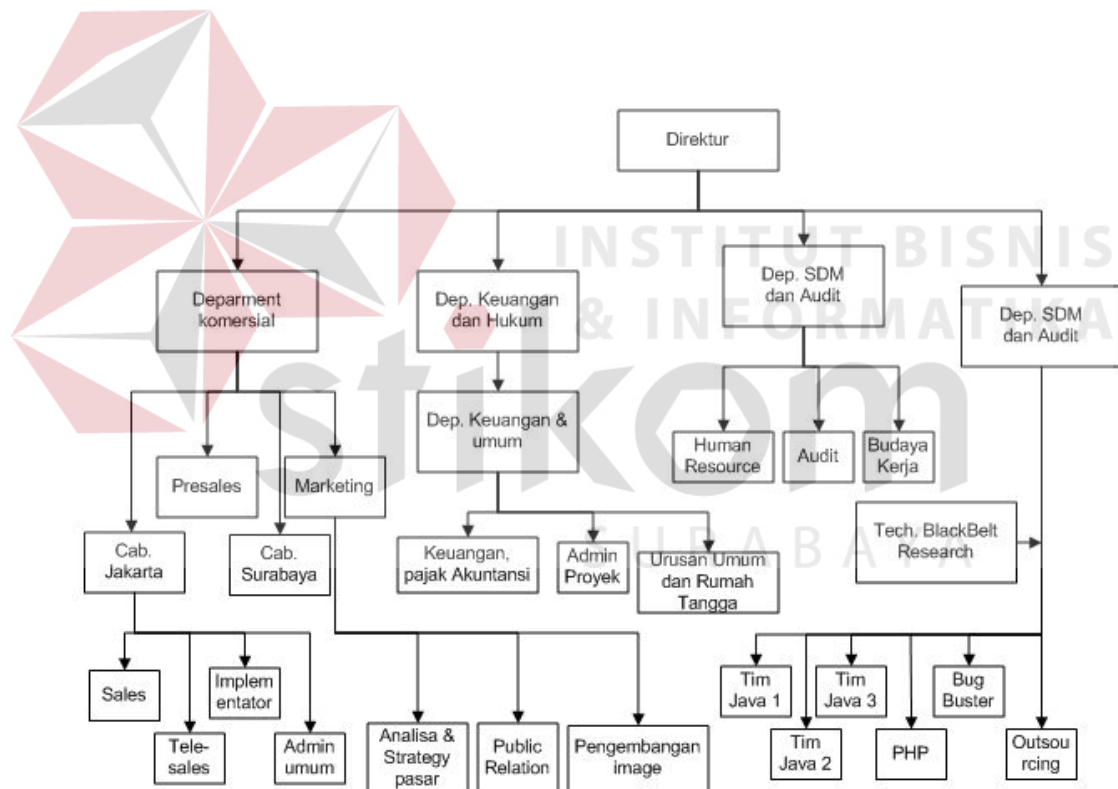 Direktur
INSTITUT BISNIS
& INFORMATIKA
stikom
SURABAYA
Deparment
komersial
Dep. Keuangan
dan Hukum
Dep. SDM
dan Audit
Dep. SDM
dan Audit
Dep. Keuangan &
umum
Human
Resource
Audit
Budaya
Kerja
Presales
Marketing
Cab.
Jakarta
Cab.
Surabaya
Keuangan,
pajak Akuntansi
Admin
Proyek
Urusan Umum
dan Rumah
Tangga
Tech. BlackBelt
Research
Sales
Implem
entator
Tele-
sales
Admin
umum
Analisa &
Strategy
pasar
Public
Relation
Pengembangan
image
Tim
Java 1
Tim
Java 3
Bug
Buster
Tim
Java 2
PHP
Outsou
rcing